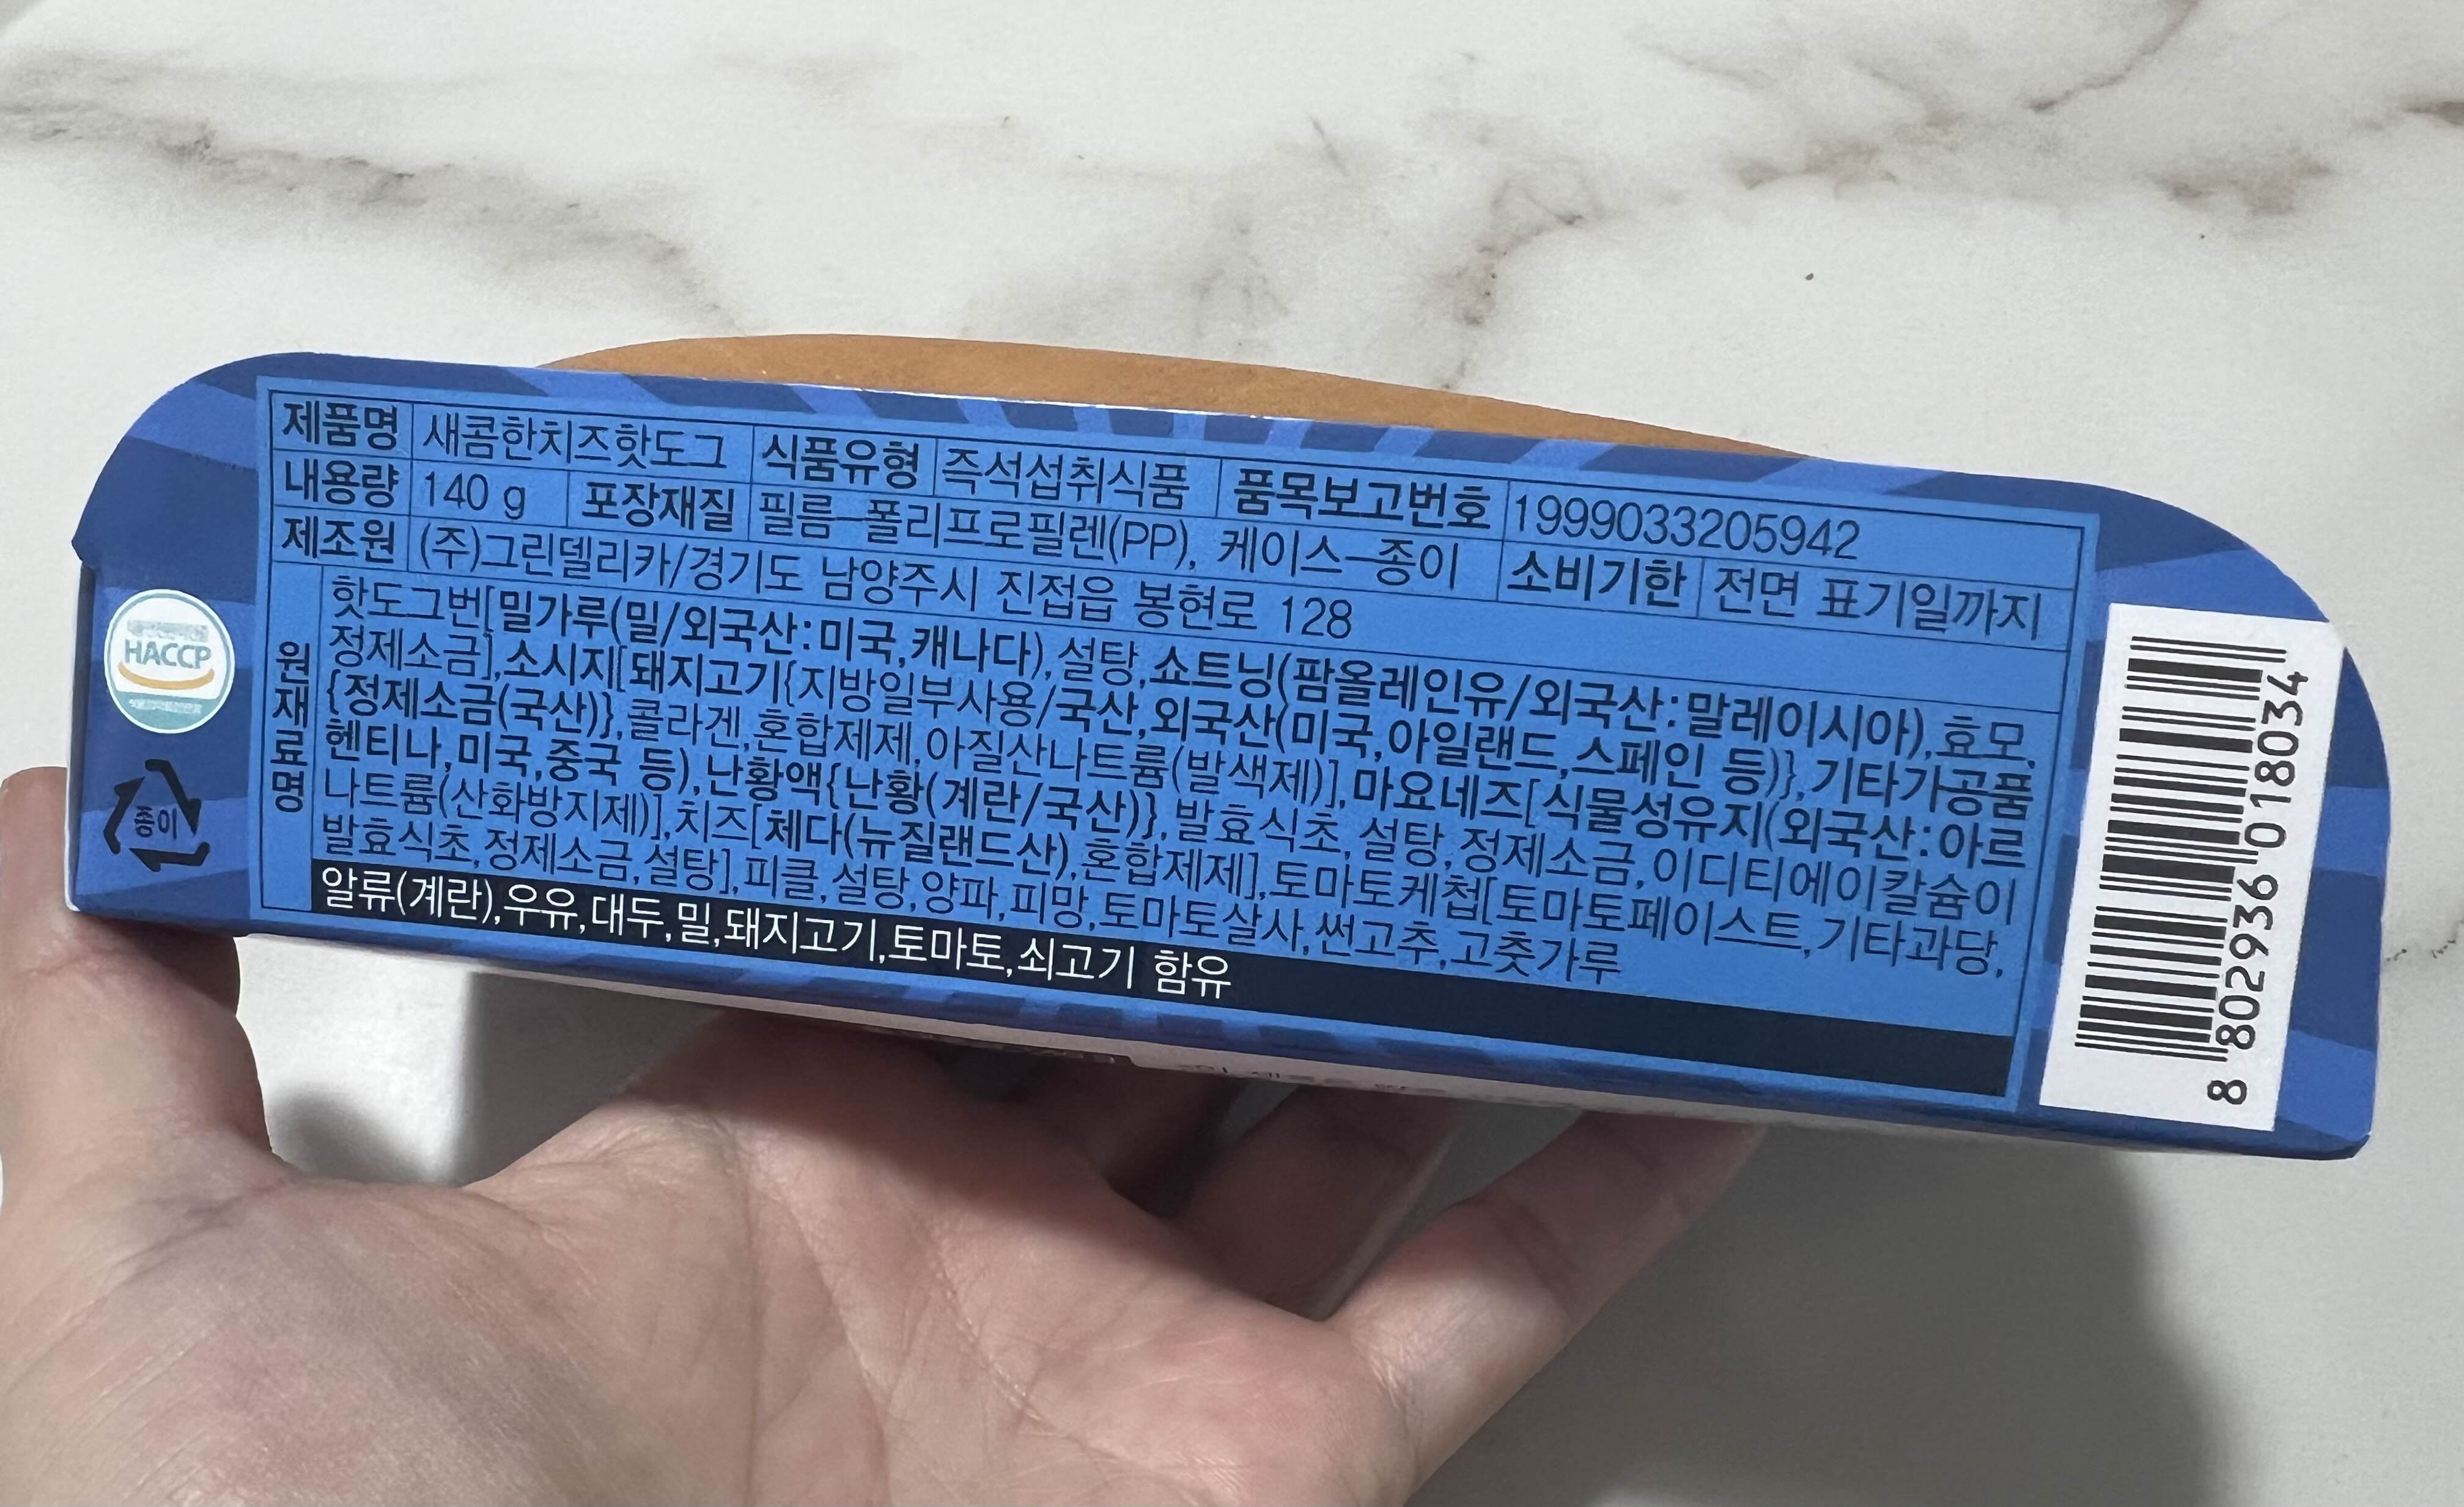 제품명 새콤한치즈핫도그 식품유형 즉석섭취식품 품목보고번호 1999033205942
내용량 140 g 포장재질 필름-폴리프로필렌(PP), 케이스-종이 소비기한 전면 표기일까지
제조원 (주)그린델리카/경기도 남양주시 진접읍 봉현로 128
원재료명
핫도그번[밀가루(밀/외국산:미국,캐나다),설탕,쇼트닝(팜올레인유/외국산:말레이시아),효모,
정제소금],소시지[돼지고기{지방일부사용/국산,외국산(미국,아일랜드,스페인 등)},기타가공품
{정제소금(국산)},콜라겐,혼합제제,아질산나트륨(발색제)],마요네즈[식물성유지(외국산:아르
헨티나,미국,중국 등),난황액{난황(계란/국산)},발효식초,설탕,정제소금,이디티에이칼슘이
나트륨(산화방지제)],치즈[체다(뉴질랜드산),혼합제제],토마토케첩[토마토페이스트,기타과당,
발효식초,정제소금,설탕],피클,설탕,양파,피망,토마토살사,썬고추,고춧가루
알류(계란),우유,대두,밀,돼지고기,토마토,쇠고기 함유
HACCP
종이
8 802936 018034